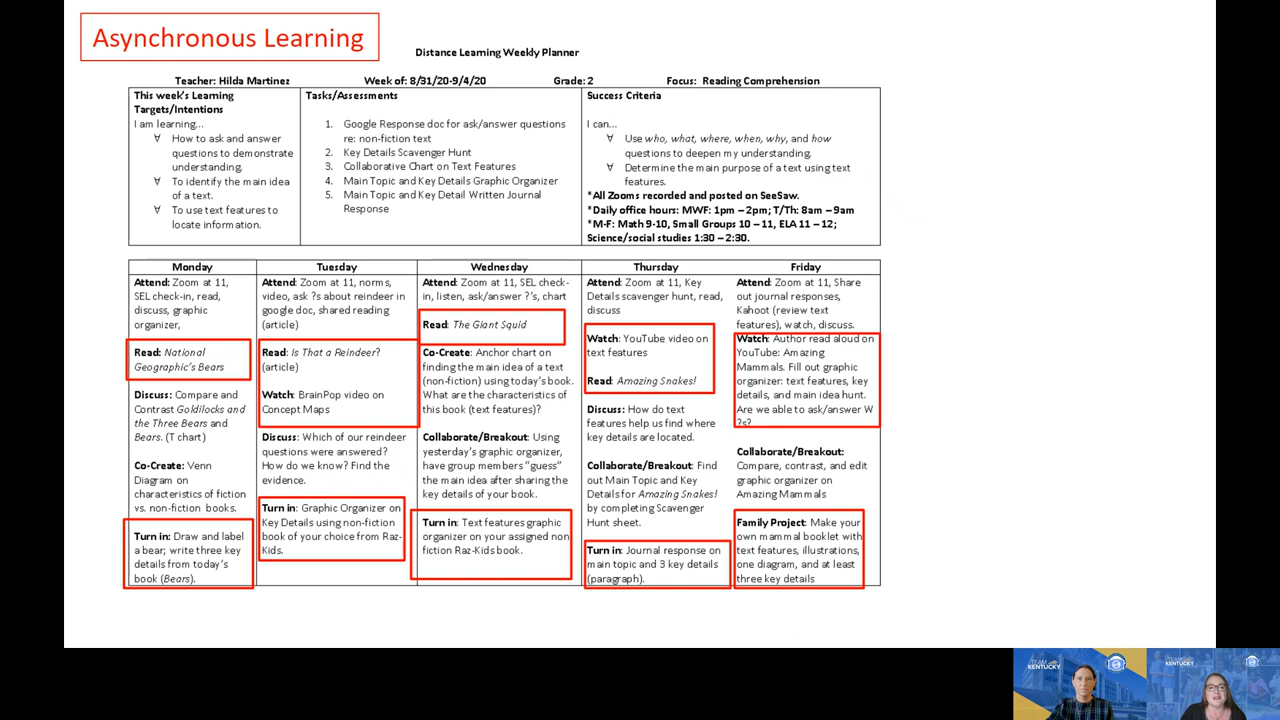 Asynchronous Learning
Distance Learning Weekly Planner
Teacher: Hilda Martinez Week of: 8/31/20-9/4/20 Grade: 2 Focus: Reading Comprehension
This week's Learning
Targets/Intentions
I am learning...
∀ How to ask and answer
questions to demonstrate
understanding.
∀ To identify the main idea
of a text.
∀ To use text features to
locate information.
Tasks/Assessments
1. Google Response doc for ask/answer questions
re: non-fiction text
2. Key Details Scavenger Hunt
3. Collaborative Chart on Text Features
4. Main Topic and Key Details Graphic Organizer
5. Main Topic and Key Detail Written Journal
Response
Success Criteria
I can...
∀ Use who, what, where, when, why, and how
questions to deepen my understanding.
∀ Determine the main purpose of a text using text
features.
*All Zooms recorded and posted on SeeSaw.
*Daily office hours: MWF: 1pm – 2pm; T/Th: 8am – 9am
*M-F: Math 9-10, Small Groups 10 – 11, ELA 11 – 12;
Science/social studies 1:30 – 2:30.
Monday
Attend: Zoom at 11,
SEL check-in, read,
discuss, graphic
organizer,
Read: National
Geographic's Bears
Discuss: Compare and
Contrast Goldilocks and
the Three Bears and
Bears. (T chart)
Co-Create: Venn
Diagram on
characteristics of fiction
vs. non-fiction books.
Turn in: Draw and label
a bear; write three key
details from today's
book (Bears).
Tuesday
Attend: Zoom at 11, norms,
video, ask ?s about reindeer in
google doc, shared reading
(article)
Read: Is That a Reindeer?
(article)
Watch: BrainPop video on
Concept Maps
Discuss: Which of our reindeer
questions were answered?
How do we know? Find the
evidence.
Turn in: Graphic Organizer on
Key Details using non-fiction
book of your choice from Raz-
Kids.
Wednesday
Attend: Zoom at 11, SEL check-
in, listen, ask/answer ?'s, chart
Read: The Giant Squid
Co-Create: Anchor chart on
finding the main idea of a text
(non-fiction) using today's book.
What are the characteristics of
this book (text features)?
Collaborate/Breakout: Using
yesterday's graphic organizer,
have group members "guess"
the main idea after sharing the
key details of your book.
Turn in: Text features graphic
organizer on your assigned non
fiction Raz-Kids book.
Thursday
Attend: Zoom at 11, Key
Details scavenger hunt, read,
discuss
Watch: YouTube video on
text features
Read: Amazing Snakes!
Discuss: How do text
features help us find where
key details are located.
Collaborate/Breakout: Find
out Main Topic and Key
Details for Amazing Snakes!
by completing Scavenger
Hunt sheet.
Turn in: Journal response on
main topic and 3 key details
(paragraph).
Friday
Attend: Zoom at 11, Share
out journal responses,
Kahoot (review text
features), watch, discuss.
Watch: Author read aloud on
YouTube: Amazing
Mammals. Fill out graphic
organizer: text features, key
details, and main idea hunt.
Are we able to ask/answer W
?s?
Collaborate/Breakout:
Compare, contrast, and edit
graphic organizer on
Amazing Mammals
Family Project: Make your
own mammal booklet with
text features, illustrations,
one diagram, and at least
three key details
TEAM
KENTUCKY
TEAM
KENTUCKY